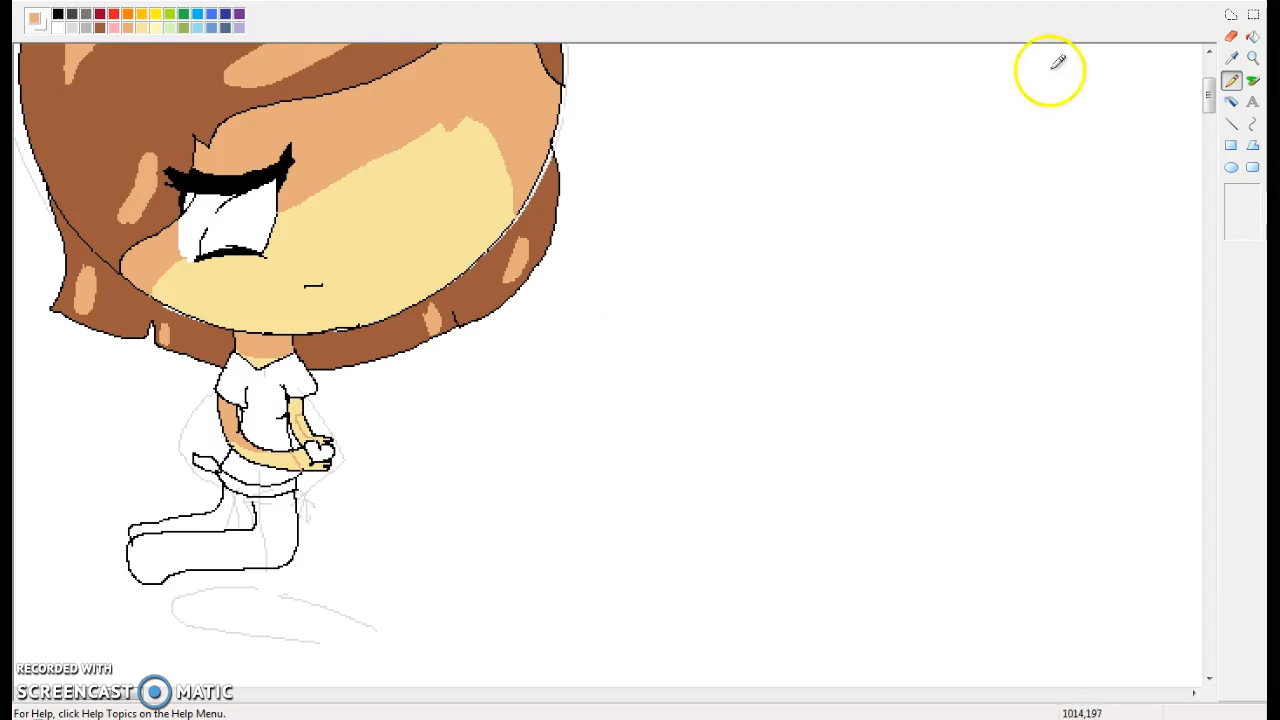 A
RECORDED WITH
SCREENCAST MATIC
For Help, click Help Topics on the Help Menu.
1014,197